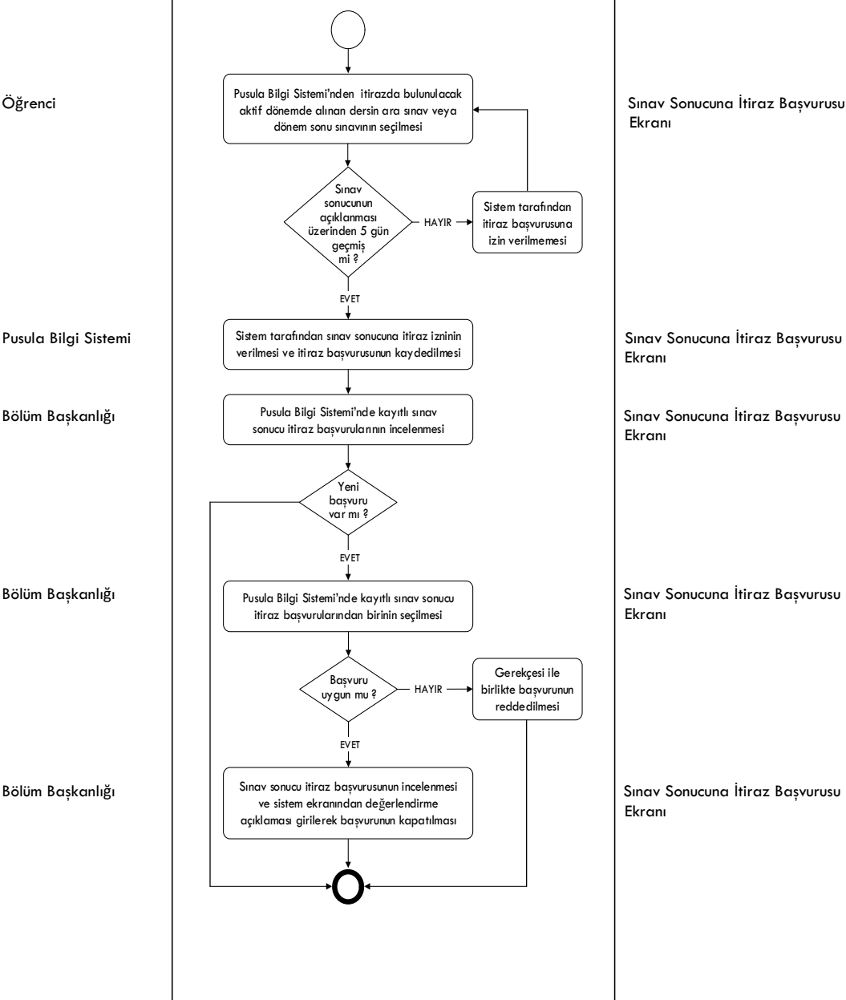 Öğrenci
Pusula Bilgi Sistemi'nden itirazda bulunulacak
aktif dönemde alınan dersin ara sınav veya
dönem sonu sınavının seçilmesi
Sınav Sonucuna İtiraz Başvurusu
Ekranı
Sınav
sonucunun
açıklanması
üzerinden 5 gün
geçmiş
mi ?
HAYIR
Sistem tarafından
itiraz başvurusuna
izin verilmemesi
EVET
Pusula Bilgi Sistemi
Sistem tarafından sınav sonucuna itiraz izninin
verilmesi ve itiraz başvurusunun kaydedilmesi
Sınav Sonucuna İtiraz Başvurusu
Ekranı
Bölüm Başkanlığı
Pusula Bilgi Sistemi'nde kayıtlı sınav
sonucu itiraz başvurularının incelenmesi
Sınav Sonucuna İtiraz Başvurusu
Ekranı
Yeni
başvuru
var mı ?
EVET
Bölüm Başkanlığı
Pusula Bilgi Sistemi'nde kayıtlı sınav sonucu
itiraz başvurularından birinin seçilmesi
Sınav Sonucuna İtiraz Başvurusu
Ekranı
Başvuru
uygun mu ?
HAYIR
Gerekçesi ile
birlikte başvurunun
reddedilmesi
EVET
Bölüm Başkanlığı
Sınav sonucu itiraz başvurusunun incelenmesi
ve sistem ekranından değerlendirme
açıklaması girilerek başvurunun kapatılması
Sınav Sonucuna İtiraz Başvurusu
Ekranı